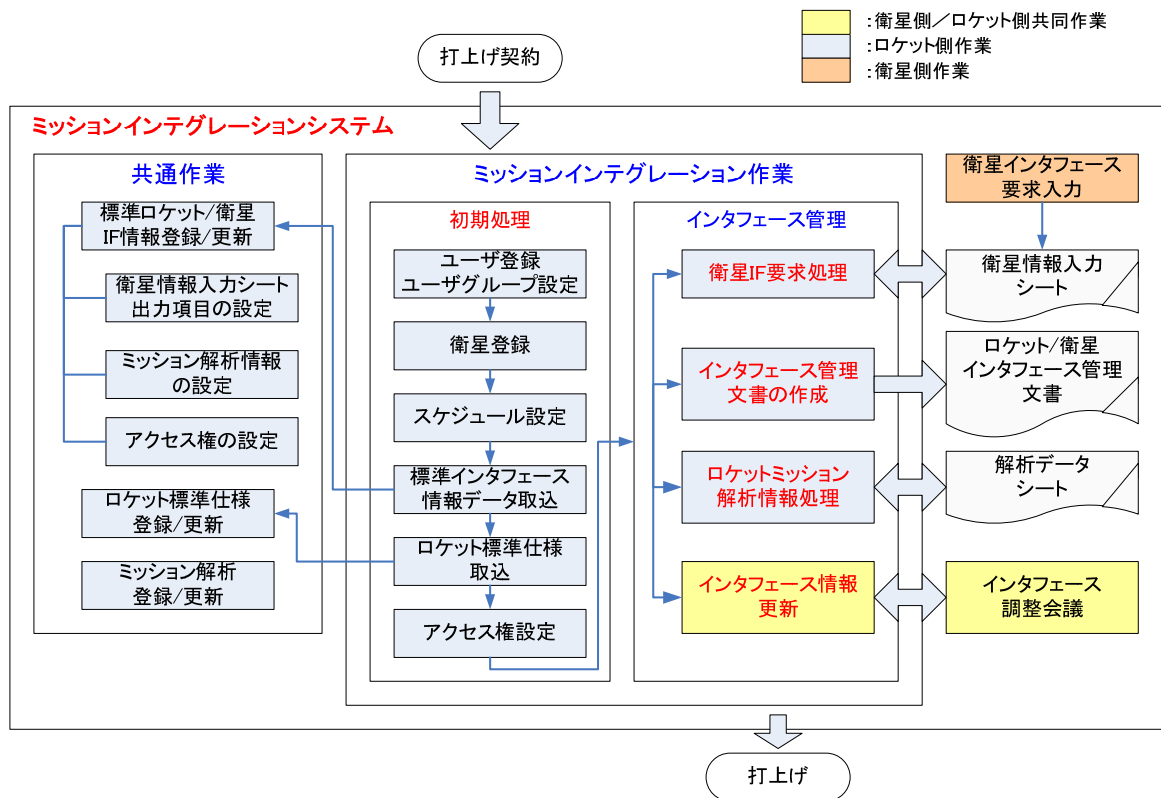 :衛星側／ロケット側共同作業
:ロケット側作業
:衛星側作業
打上げ契約
ミッションインテグレーションシステム
共通作業
標準ロケット/衛星
IF情報登録/更新
衛星情報入力シート
出力項目の設定
ミッション解析情報
の設定
アクセス権の設定
ロケット標準仕様
登録/更新
ミッション解析
登録/更新
ミッションインテグレーション作業
初期処理
ユーザ登録
ユーザグループ設定
衛星登録
スケジュール設定
標準インタフェース
情報データ取込
ロケット標準仕様
取込
アクセス権設定
インタフェース管理
衛星IF要求処理
インタフェース管理
文書の作成
ロケットミッション
解析情報処理
インタフェース情報
更新
衛星インタフェース
要求入力
衛星情報入力
シート
ロケット/衛星
インタフェース管理
文書
解析データ
シート
インタフェース
調整会議
打上げ